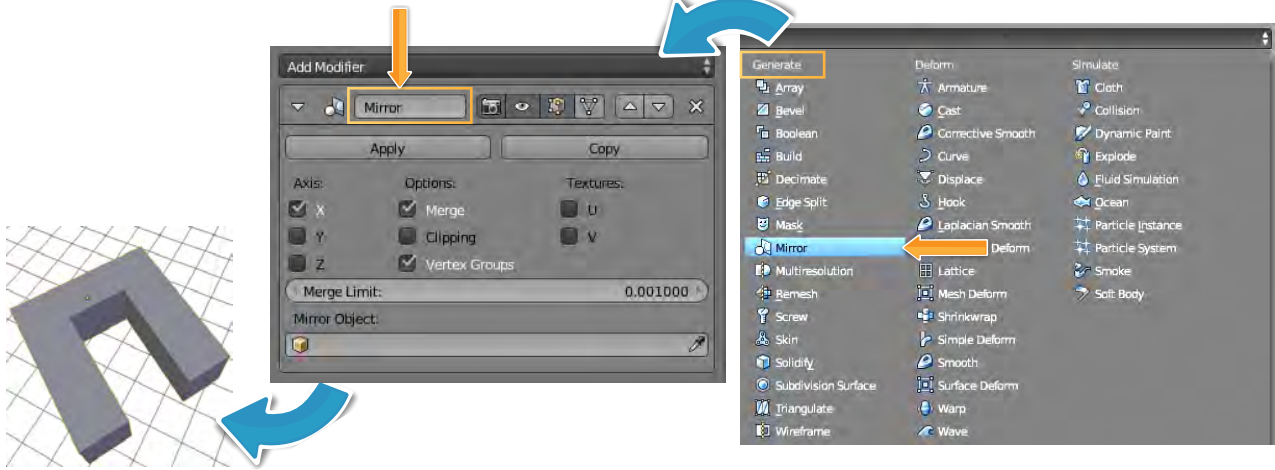 Add Modifier
Mirror
Apply Copy
Axis: Options: Textures:
X Merge U
Y Clipping V
Z Vertex Groups
Merge Limit: 0.001000
Mirror Object:
Generate Deform Simulate
Array Armature Cloth
Bevel Cast Collision
Boolean Corrective Smooth Dynamic Paint
Build Curve Explode
Decimate Displace Fluid Simulation
Edge Split Hook Ocean
Mask Laplacian Smooth Particle Instance
Mirror Deform Particle System
Multiresolution Lattice Smoke
Remesh Mesh Deform Soft Body
Screw Shrinkwrap
Skin Simple Deform
Solidify Smooth
Subdivision Surface Surface Deform
Triangulate Warp
Wireframe Wave